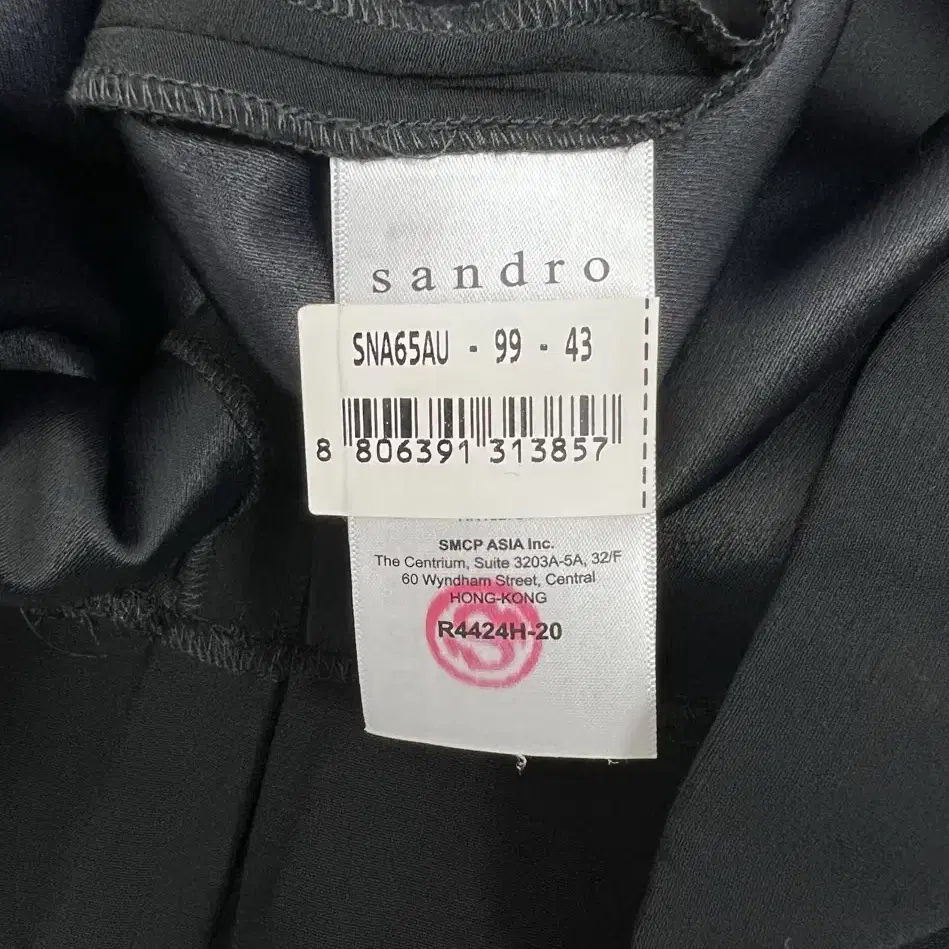 sandro
SNA65AU - 99 - 43
8 806391 313857
SMCP ASIA Inc.
The Centrium, Suite 3203A-5A, 32/F
60 Wyndham Street, Central
HONG-KONG
R4424H-20